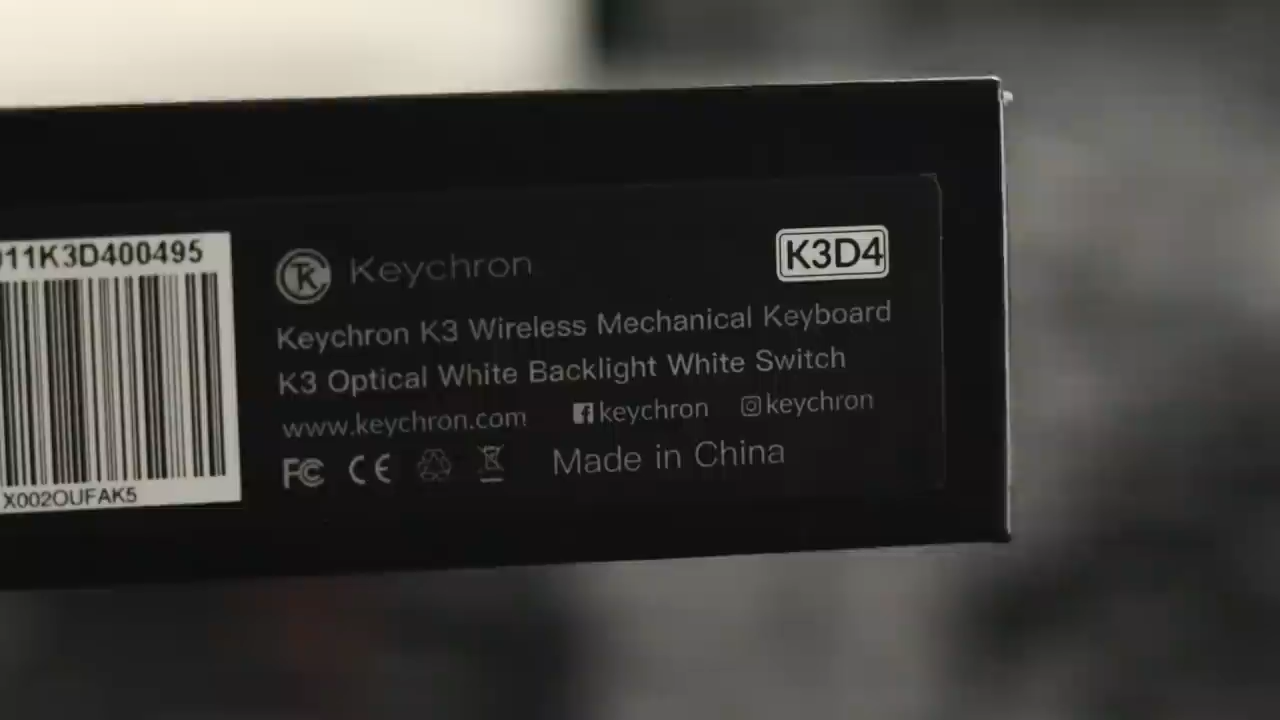 011K3D400495
X002OUFAK5
Keychron
K3D4
Keychron K3 Wireless Mechanical Keyboard
K3 Optical White Backlight White Switch
www.keychron.com keychron keychron
FC CE Made in China